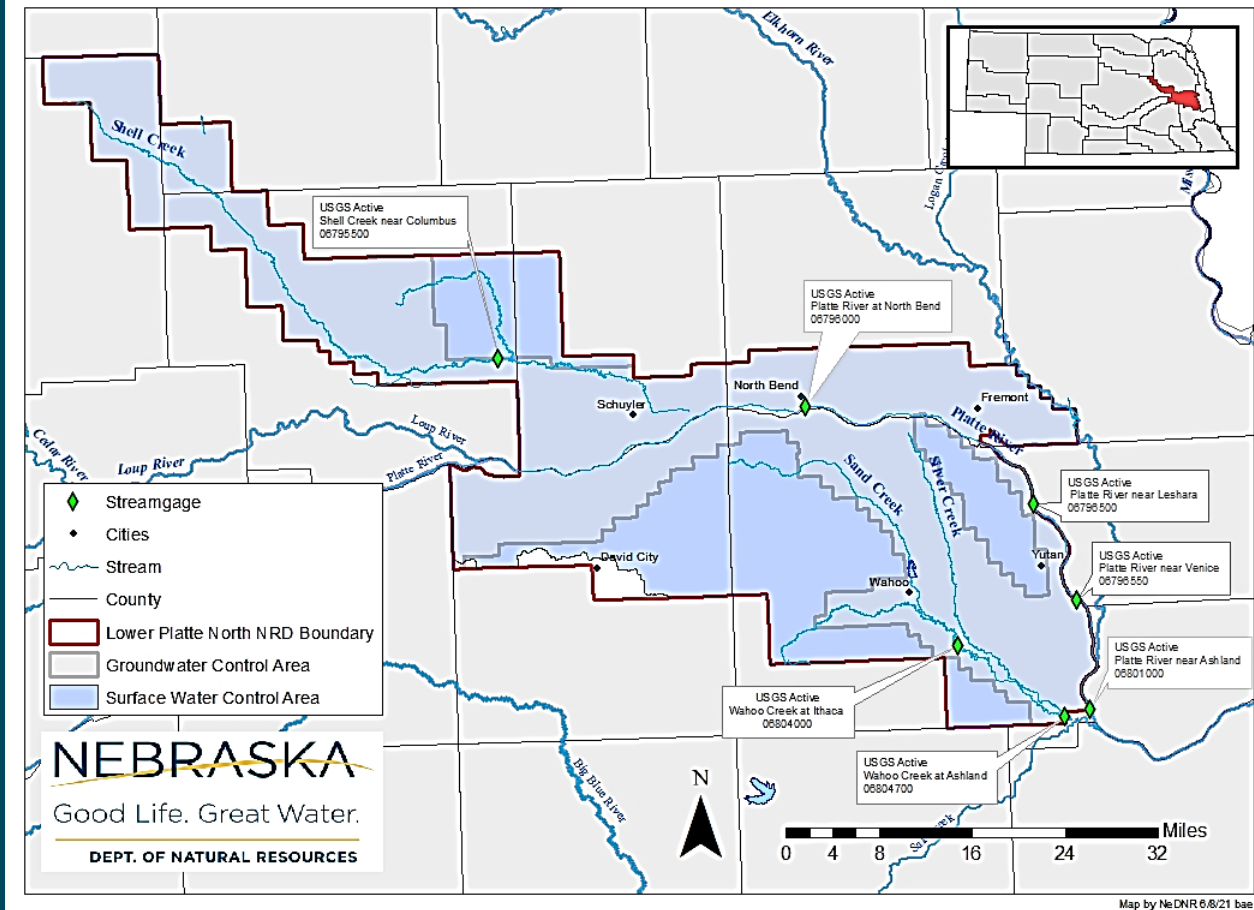 Elkhorn River
Shell Creek
Logan Creek
USGS Active
Shell Creek near Columbus
06795500
USGS Active
Platte River at North Bend
06796000
North Bend
Schuyler
Fremont
Platte River
Loup River
Cedar River
Loup River
Platte River
Sand Creek
Silver Creek
USGS Active
Platte River near Leshara
06796500
David City
Yutan
USGS Active
Platte River near Venice
06796550
Wahoo
USGS Active
Platte River near Ashland
06801000
USGS Active
Wahoo Creek at Ithaca
06804000
USGS Active
Wahoo Creek at Ashland
06804700
Big Blue River
Streamgage
Cities
Stream
County
Lower Platte North NRD Boundary
Groundwater Control Area
Surface Water Control Area
NEBRASKA
Good Life. Great Water.
DEPT. OF NATURAL RESOURCES
N
Miles
0 4 8 16 24 32
Map by NeDNR 6/8/21 bae